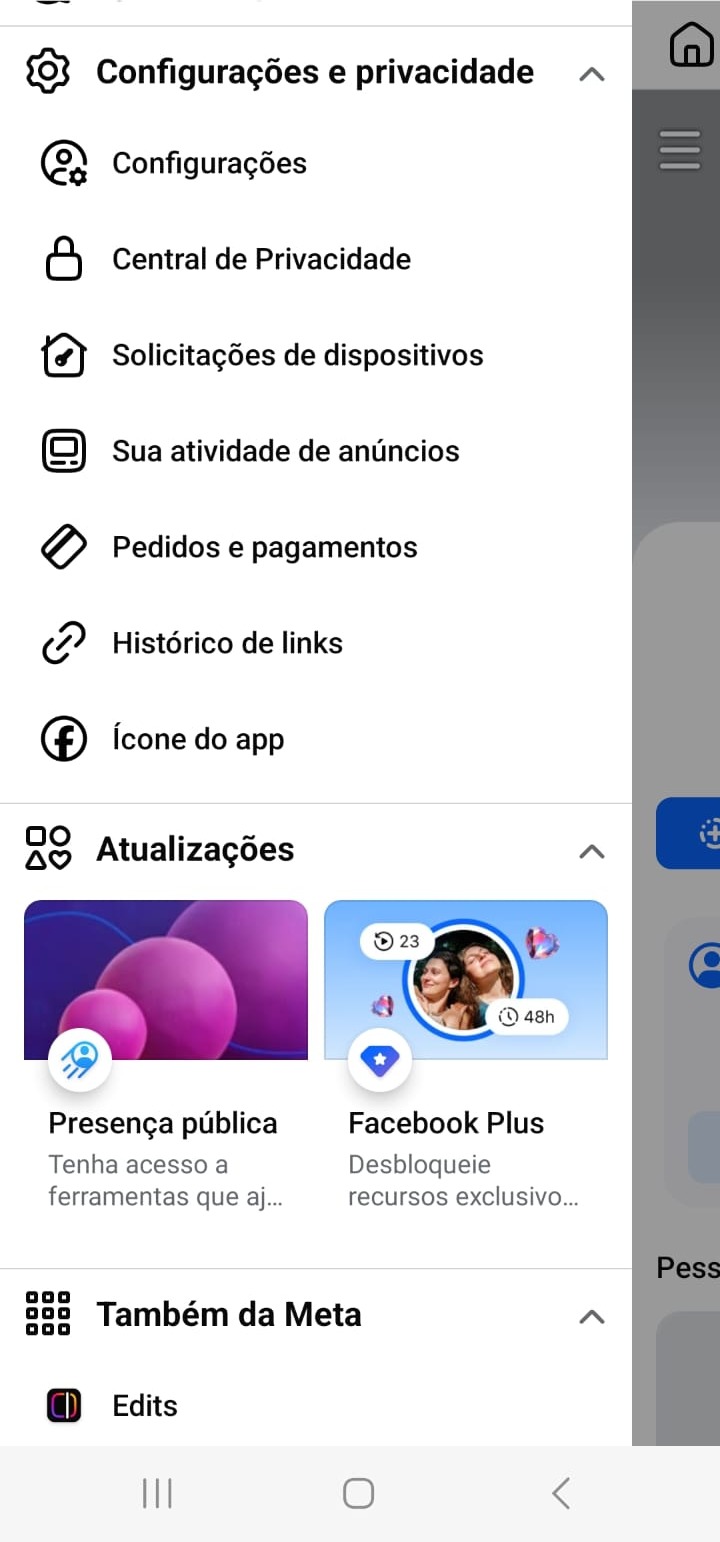 Configurações e privacidade
Configurações
Central de Privacidade
Solicitações de dispositivos
Sua atividade de anúncios
Pedidos e pagamentos
Histórico de links
Ícone do app
Atualizações
23
48h
Presença pública
Tenha acesso a
ferramentas que aj...
Facebook Plus
Desbloqueie
recursos exclusivo...
Pess
Também da Meta
Edits